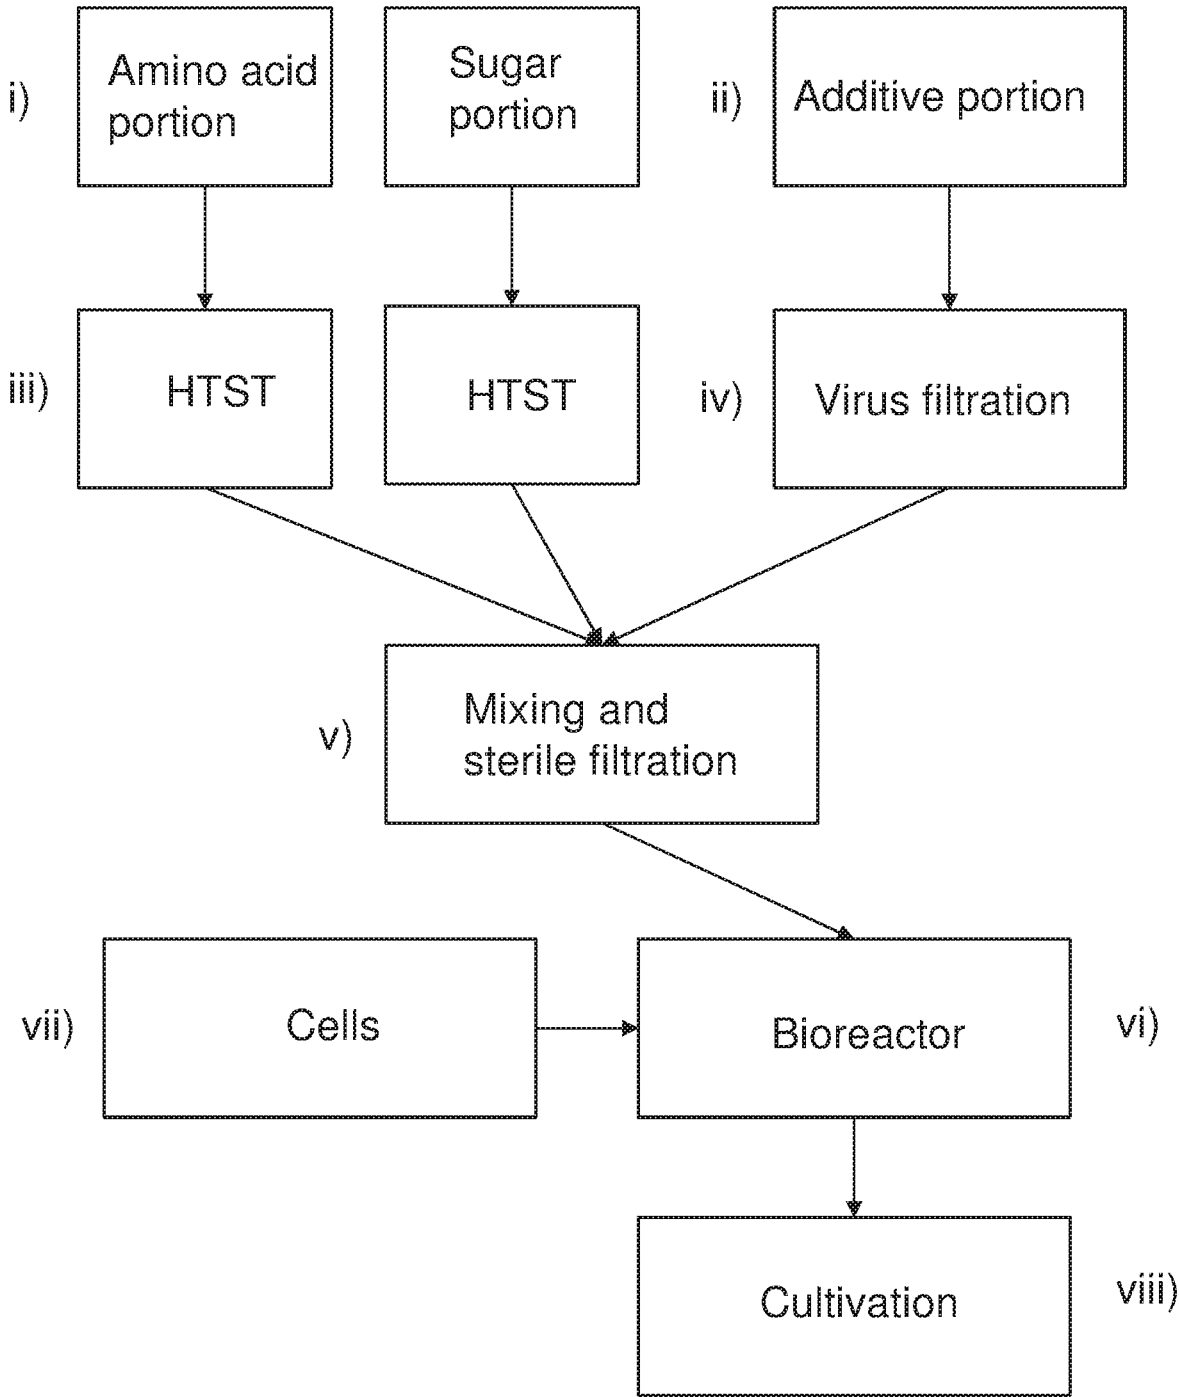 i)
Amino acid
portion
Sugar
portion
ii)
Additive portion
iii)
HTST
HTST
iv)
Virus filtration
v)
Mixing and
sterile filtration
vii)
Cells
Bioreactor
vi)
Cultivation
viii)